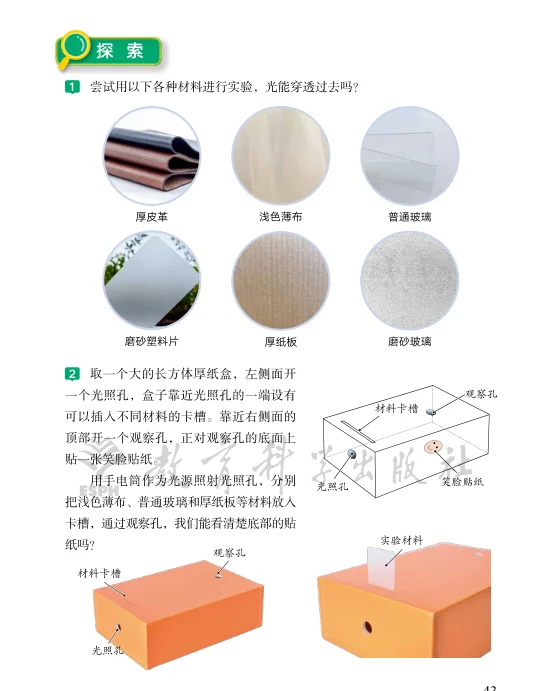 探 索
1 尝试用以下各种材料进行实验，光能穿透过去吗？
厚皮革 浅色薄布 普通玻璃
磨砂塑料片 厚纸板 磨砂玻璃
2 取一个大的长方体厚纸盒，左侧面开
一个光照孔，盒子靠近光照孔的一端设有
可以插入不同材料的卡槽。靠近右侧面的
顶部开一个观察孔，正对观察孔的底面上
贴一张笑脸贴纸。
用手电筒作为光源照射光照孔，分别
把浅色薄布、普通玻璃和厚纸板等材料放入
卡槽，通过观察孔，我们能看清楚底部的贴
纸吗？
观察孔
材料卡槽
光照孔
笑脸贴纸
观察孔
材料卡槽
光照孔
实验材料
ESPH 教育科学出版社